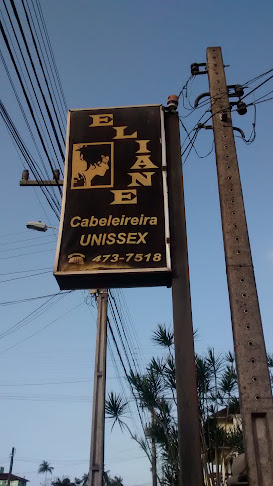 ELIANE
Cabeleireira
UNISSEX
☎ 473-7518